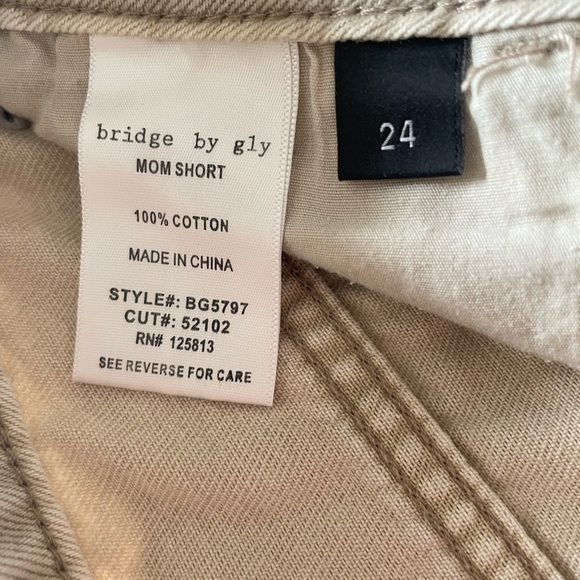 bridge by gly
MOM SHORT
100% COTTON
MADE IN CHINA
STYLE#: BG5797
CUT#: 52102
RN# 125813
SEE REVERSE FOR CARE
24